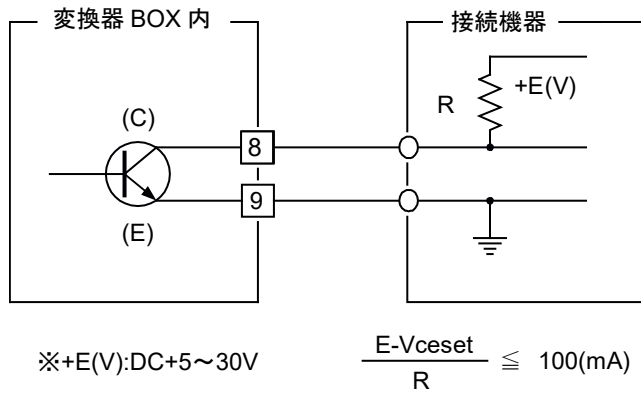 変換器 BOX 内
接続機器
+E(V)
R
(C)
8
9
(E)
※+E(V):DC+5～30V
E-Vceset
R
≦ 100(mA)